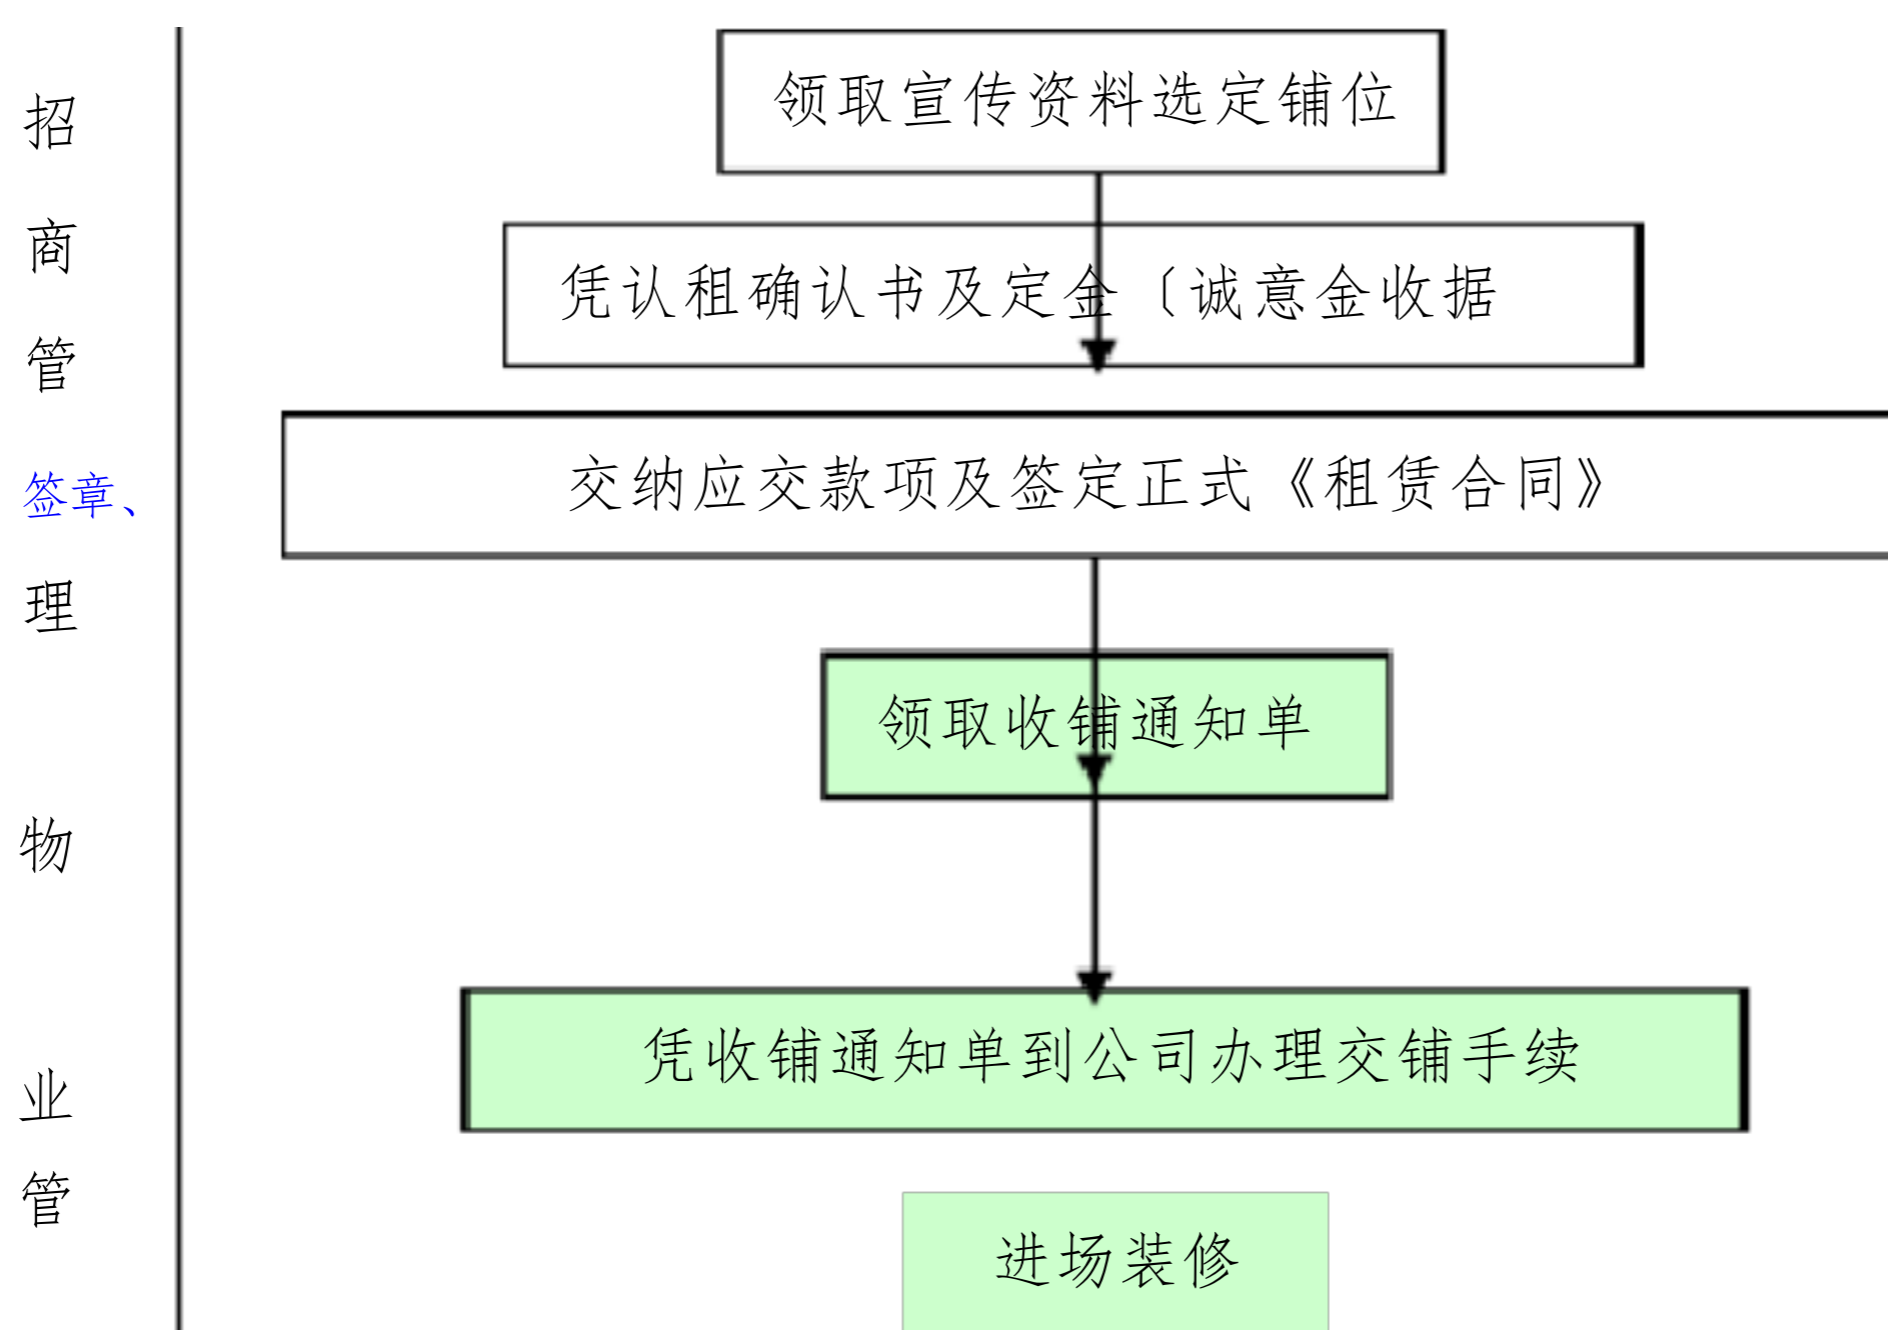 领取宣传资料选定铺位
招
商
凭认租确认书及定金〔诚意金收据
管
签章、
交纳应交款项及签定正式《租赁合同》
理
领取收铺通知单
物
凭收铺通知单到公司办理交铺手续
业
管
进场装修